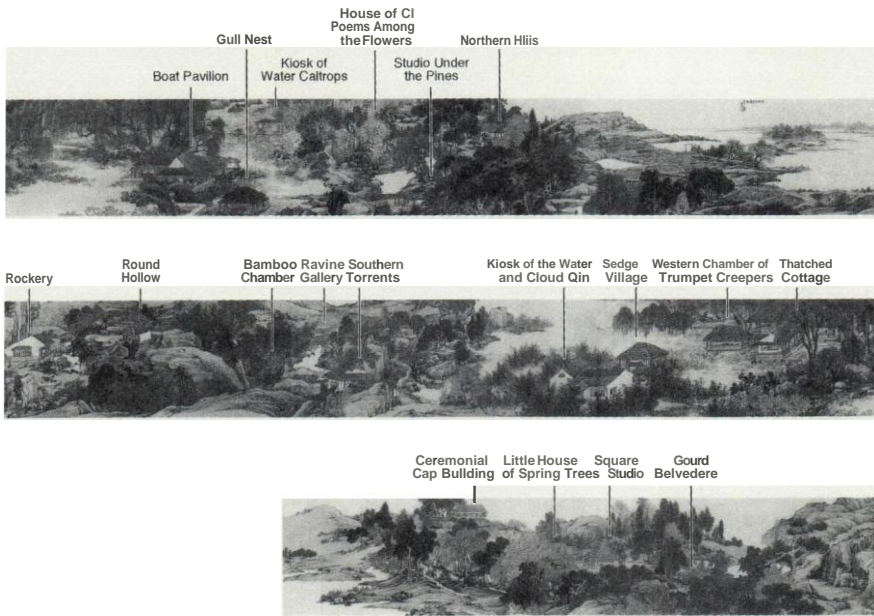 House of CI
Poems Among
the Flowers
Gull Nest
Northern Hliis
Kiosk of
Water Caltrops
Studio Under
the Pines
Boat Pavilion
Rockery
Round
Hollow
Bamboo
Chamber
Ravine
Gallery
Southern
Torrents
Kiosk of the Water
and Cloud Qin
Sedge
Village
Western Chamber of
Trumpet Creepers
Thatched
Cottage
Ceremonial
Cap Bullding
Little House
of Spring Trees
Square
Studio
Gourd
Belvedere